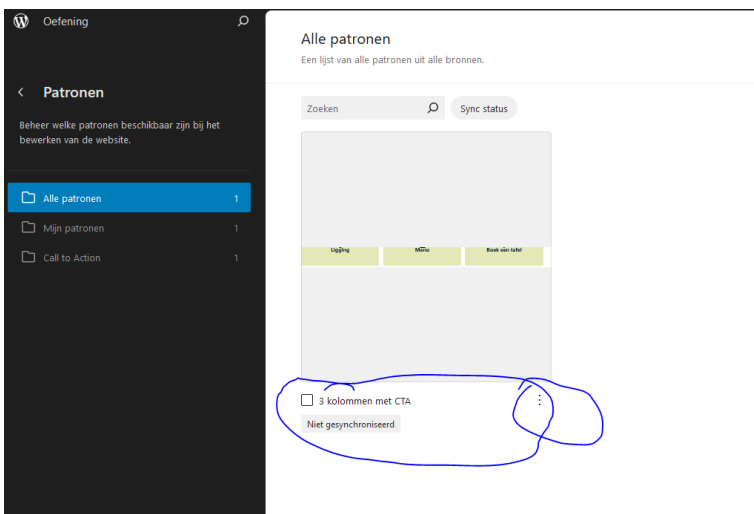 Oefening
Patronen
Beheer welke patronen beschikbaar zijn bij het
bewerken van de website.
Alle patronen 1
Mijn patronen 1
Call to Action 1
Alle patronen
Een lijst van alle patronen uit alle bronnen.
Zoeken
Sync status
Ligging Menu Boek een tafel
3 kolommen met CTA
Niet gesynchroniseerd